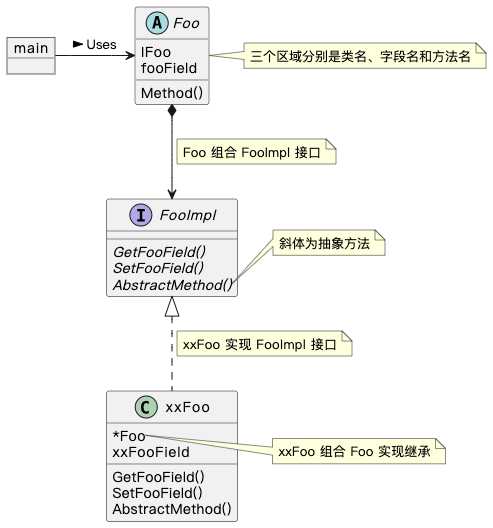 A Foo
main
Uses
IFoo
fooField
三个区域分别是类名、字段名和方法名
Method()
Foo 组合 FooImpl 接口
I FooImpl
GetFooField()
SetFooField()
AbstractMethod()
斜体为抽象方法
xxFoo 实现 FooImpl 接口
C xxFoo
*Foo
xxFooField
xxFoo 组合 Foo 实现继承
GetFooField()
SetFooField()
AbstractMethod()